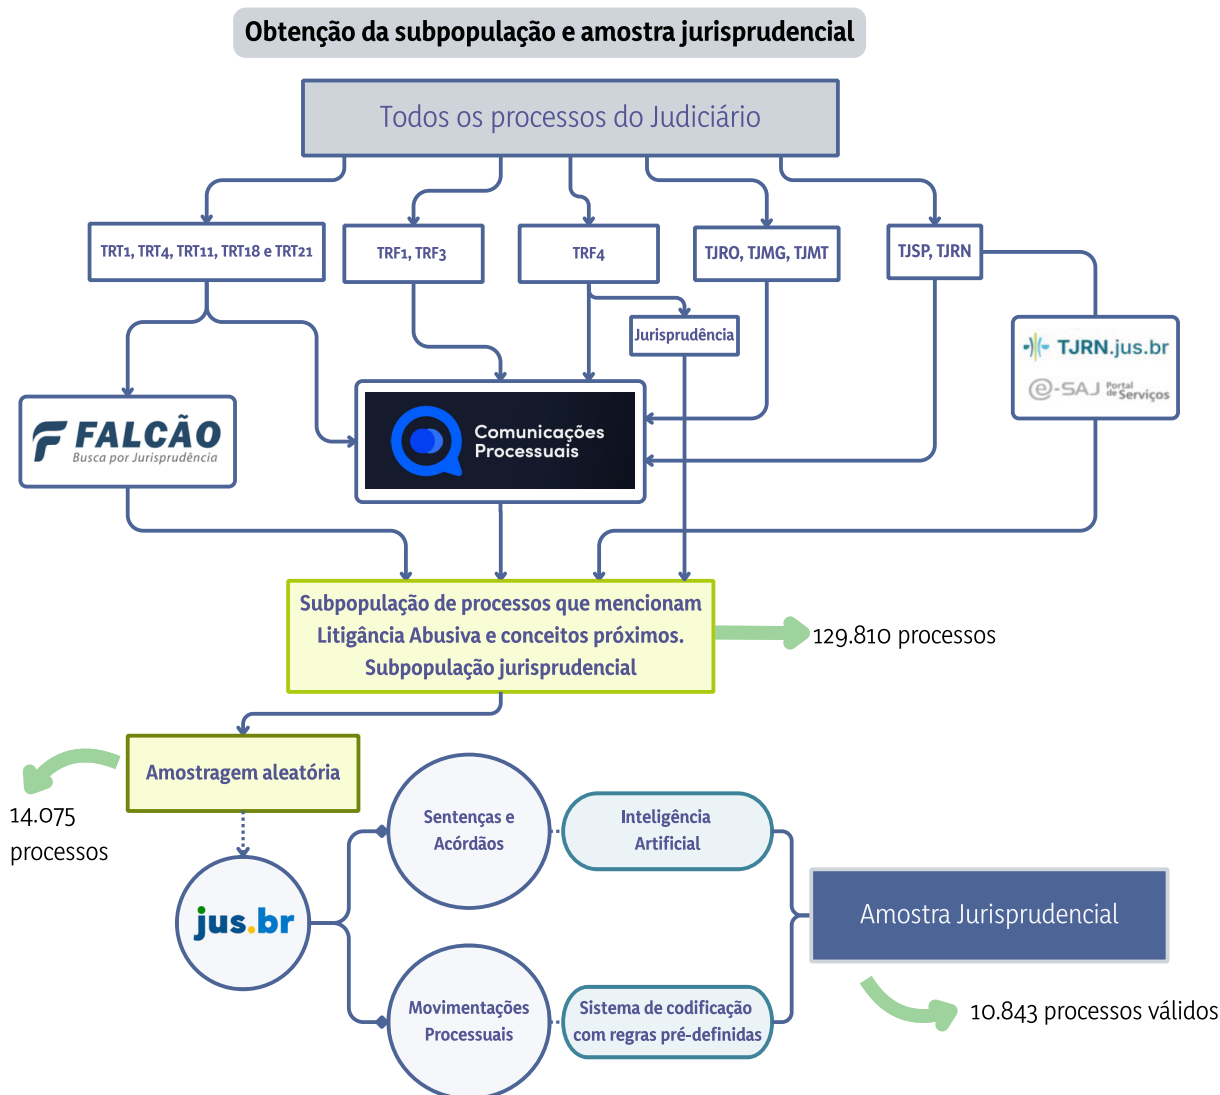 Obtenção da subpopulação e amostra jurisprudencial
Todos os processos do Judiciário
TRT1, TRT4, TRT11, TRT18 e TRT21
TRF1, TRF3
TRF4
TJRO, TJMG, TJMT
TJSP, TJRN
Jurisprudência
TJRN.jus.br
e-SAJ Portal de Serviços
FALCÃO
Busca por Jurisprudência
Comunicações
Processuais
Subpopulação de processos que mencionam
Litigância Abusiva e conceitos próximos.
Subpopulação jurisprudencial
129.810 processos
Amostragem aleatória
14.075
processos
Sentenças e
Acórdãos
Inteligência
Artificial
jus.br
Amostra Jurisprudencial
Movimentações
Processuais
Sistema de codificação
com regras pré-definidas
10.843 processos válidos